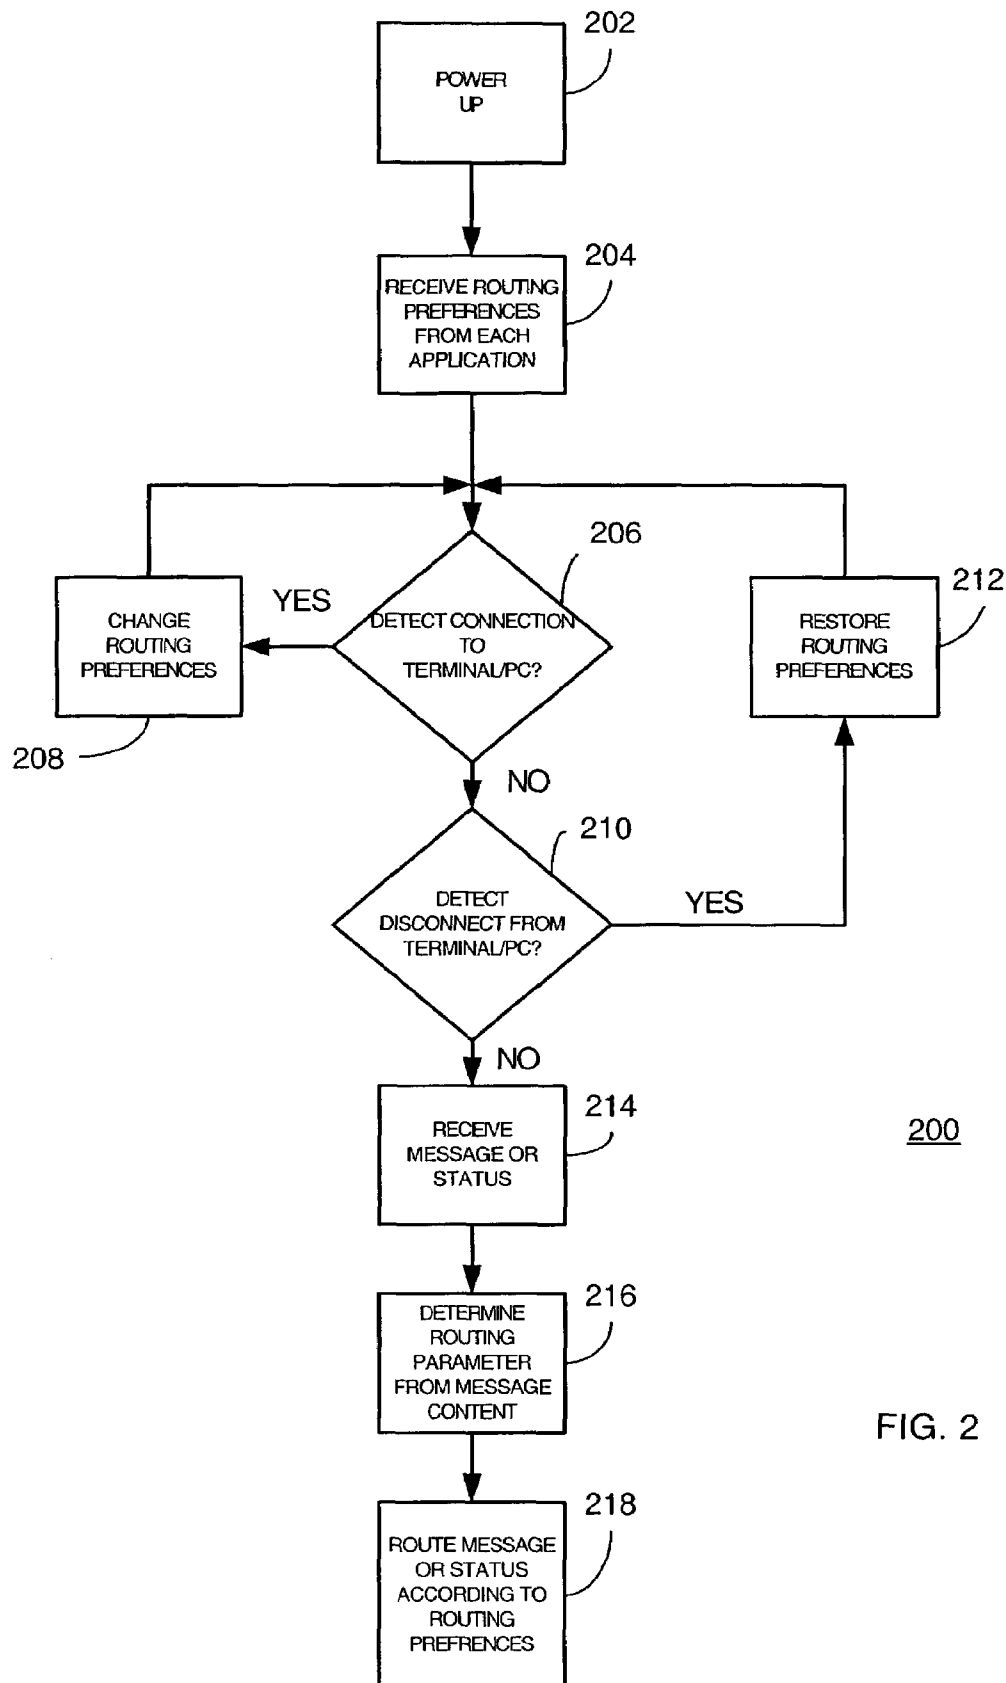 202
POWER
UP
204
RECEIVE ROUTING
PREFERENCES
FROM EACH
APPLICATION
206
DETECT CONNECTION
TO
TERMINAL/PC?
YES
CHANGE
ROUTING
PREFERENCES
208
212
RESTORE
ROUTING
PREFERENCES
NO
210
DETECT
DISCONNECT FROM
TERMINAL/PC?
YES
NO
214
RECEIVE
MESSAGE OR
STATUS
200
216
DETERMINE
ROUTING
PARAMETER
FROM MESSAGE
CONTENT
FIG. 2
218
ROUTE MESSAGE
OR STATUS
ACCORDING TO
ROUTING
PREFRENCES